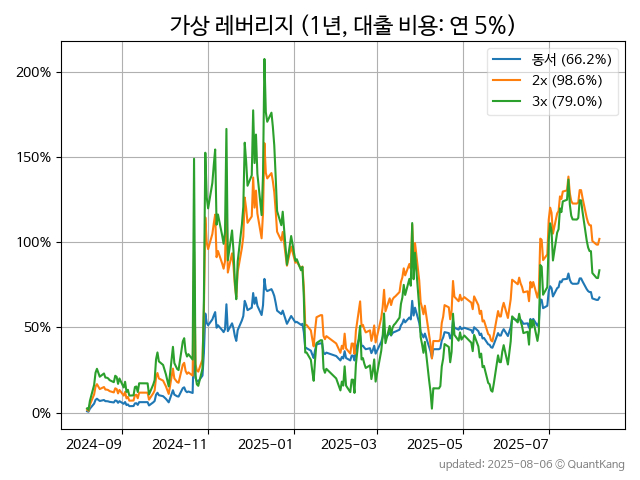 가상 레버리지 (1년, 대출 비용: 연 5%)
동서 (66.2%)
2x (98.6%)
3x (79.0%)
200%
150%
100%
50%
0%
2024-09 2024-11 2025-01 2025-03 2025-05 2025-07
updated: 2025-08-06 © QuantKang